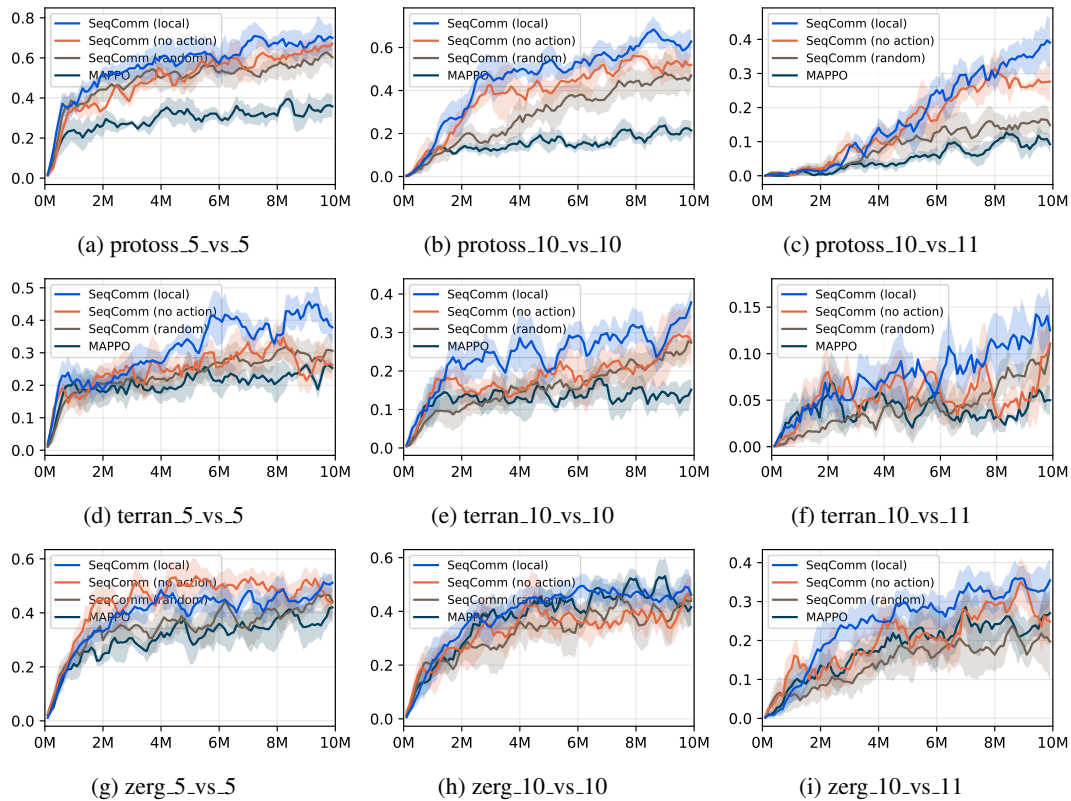 SeqComm (local)
SeqComm (no action)
SeqComm (random)
MAPPO
0.8
0.6
0.4
0.2
0.0
0M 2M 4M 6M 8M 10M
(a) protoss_5_vs_5
SeqComm (local)
SeqComm (no action)
SeqComm (random)
MAPPO
0.6
0.4
0.2
0.0
0M 2M 4M 6M 8M 10M
(b) protoss_10_vs_10
SeqComm (local)
SeqComm (no action)
SeqComm (random)
MAPPO
0.4
0.3
0.2
0.1
0.0
0M 2M 4M 6M 8M 10M
(c) protoss_10_vs_11
SeqComm (local)
SeqComm (no action)
SeqComm (random)
MAPPO
0.5
0.4
0.3
0.2
0.1
0.0
0M 2M 4M 6M 8M 10M
(d) terran_5_vs_5
SeqComm (local)
SeqComm (no action)
SeqComm (random)
MAPPO
0.4
0.3
0.2
0.1
0.0
0M 2M 4M 6M 8M 10M
(e) terran_10_vs_10
SeqComm (local)
SeqComm (no action)
SeqComm (random)
MAPPO
0.15
0.10
0.05
0.00
0M 2M 4M 6M 8M 10M
(f) terran_10_vs_11
SeqComm (local)
SeqComm (no action)
SeqComm (random)
MAPPO
0.6
0.4
0.2
0.0
0M 2M 4M 6M 8M 10M
(g) zerg_5_vs_5
SeqComm (local)
SeqComm (no action)
SeqComm (random)
MAPPO
0.6
0.4
0.2
0.0
0M 2M 4M 6M 8M 10M
(h) zerg_10_vs_10
SeqComm (local)
SeqComm (no action)
SeqComm (random)
MAPPO
0.4
0.3
0.2
0.1
0.0
0M 2M 4M 6M 8M 10M
(i) zerg_10_vs_11